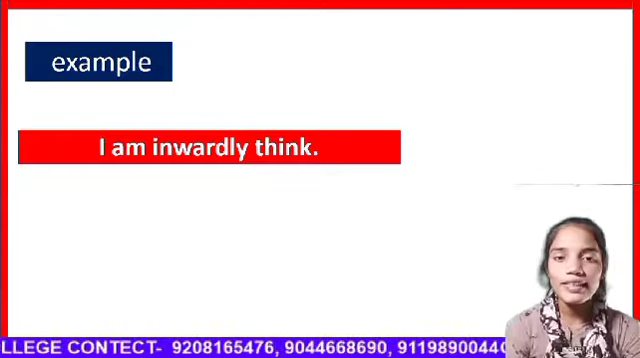 example
I am inwardly think.
LLEGE CONTECT- 9208165476, 9044668690, 9119890044